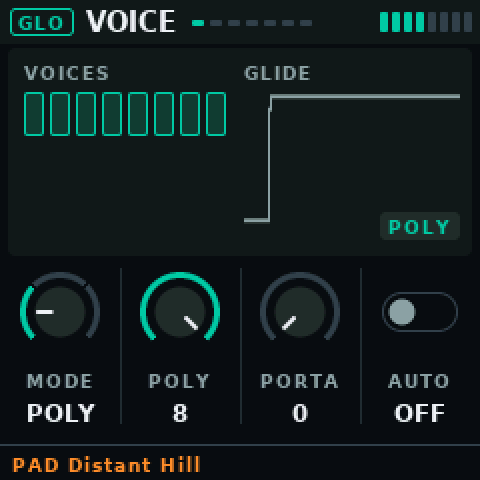 GLO VOICE
VOICES GLIDE
POLY
MODE POLY PORTA AUTO
POLY 8 0 OFF
PAD Distant Hill